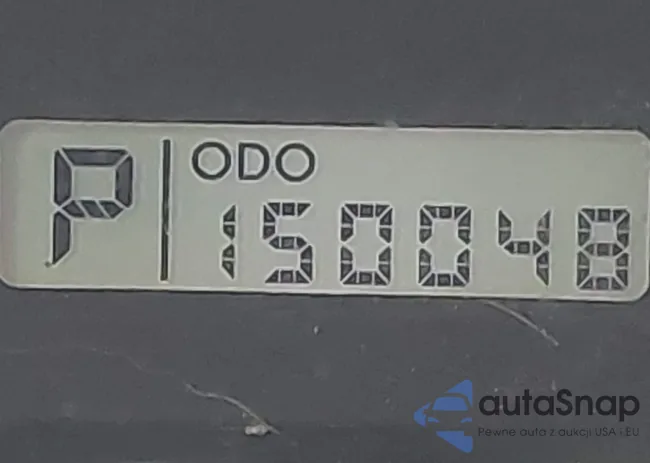 P ODO
150048
autaSnap
Pewne auta z aukcji USA i EU